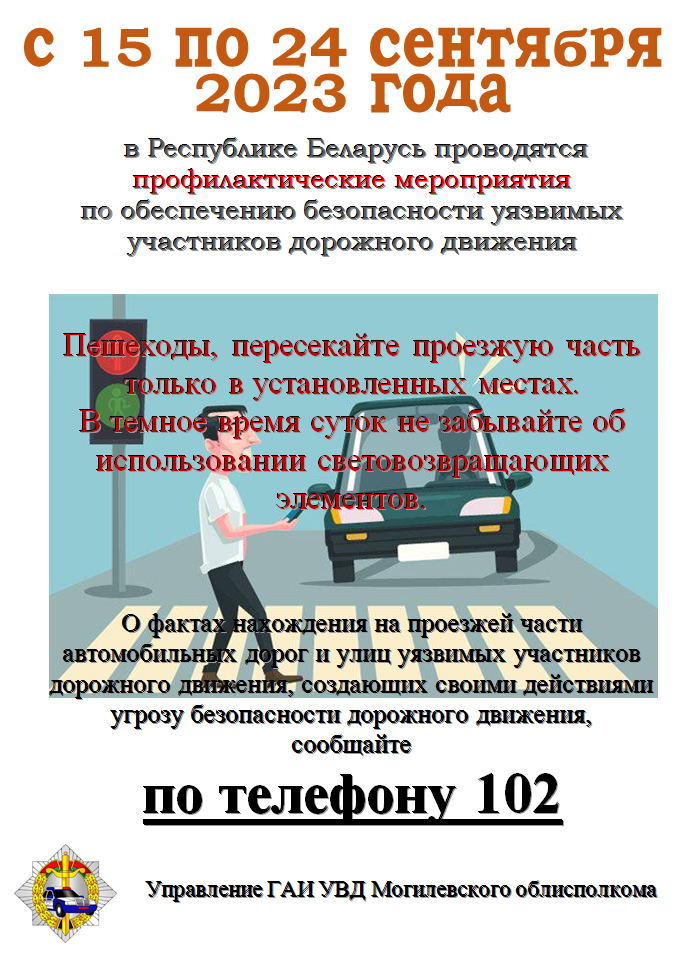 с 15 по 24 сентября
2023 года
в Республике Беларусь проводятся
профилактические мероприятия
по обеспечению безопасности уязвимых
участников дорожного движения
Пешеходы, пересекайте проезжую часть
только в установленных местах.
В темное время суток не забывайте об
использовании световозвращающих
элементов.
О фактах нахождения на проезжей части
автомобильных дорог и улиц уязвимых участников
дорожного движения, создающих своими действиями
угрозу безопасности дорожного движения,
сообщайте
по телефону 102
Управление ГАИ УВД Могилевского облисполкома